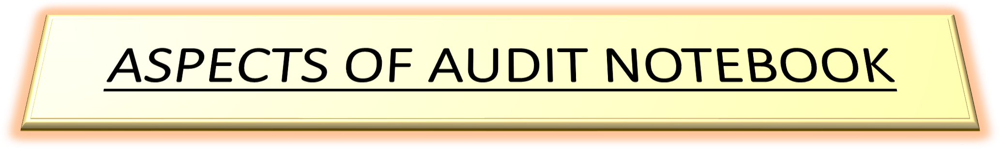 ASPECTS OF AUDIT NOTEBOOK